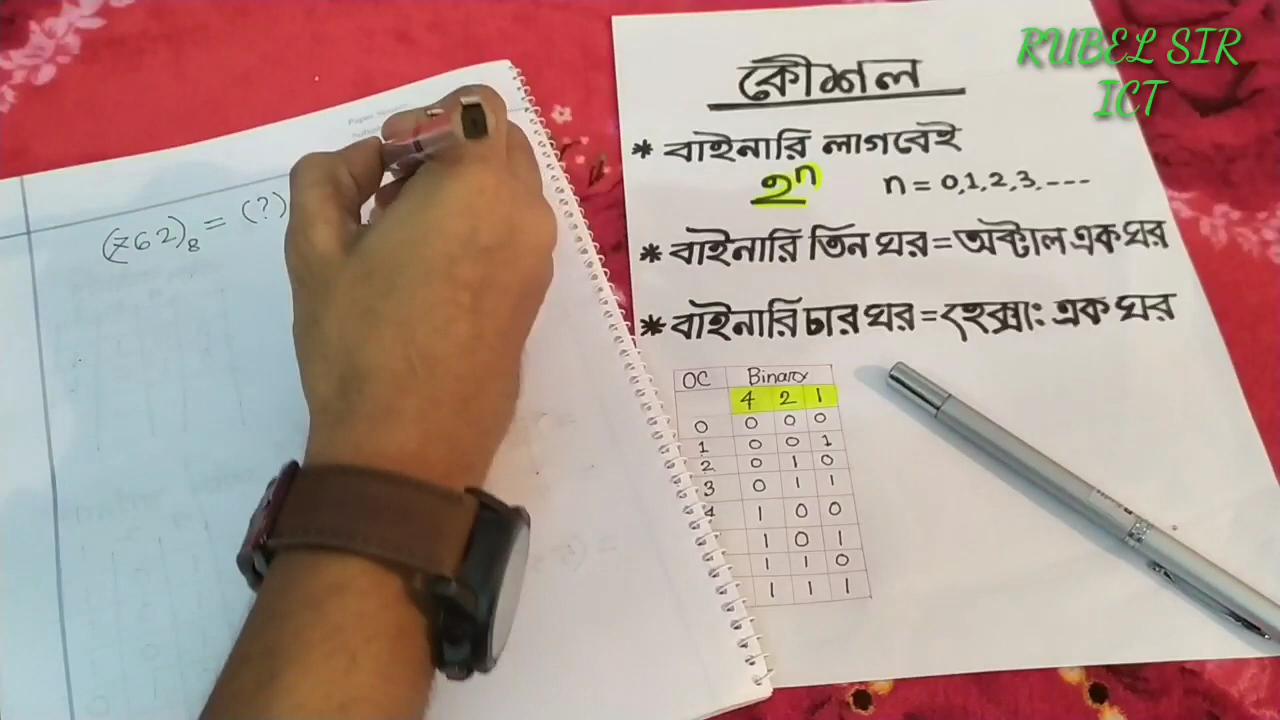 RUBEL SIR
ICT
(762)₈ = (?)
কৌশল
* বাইনারি লাগবেই
2ⁿ n = 0,1,2,3,----
* বাইনারি তিন ঘর = অক্টাল এক ঘর
* বাইনারি চার ঘর = হেক্সাঃ এক ঘর
OC Binary
4 2 1
0 0 0 0
1 0 0 1
2 0 1 0
3 0 1 1
4 1 0 0
1 0 1
1 1 0
1 1 1